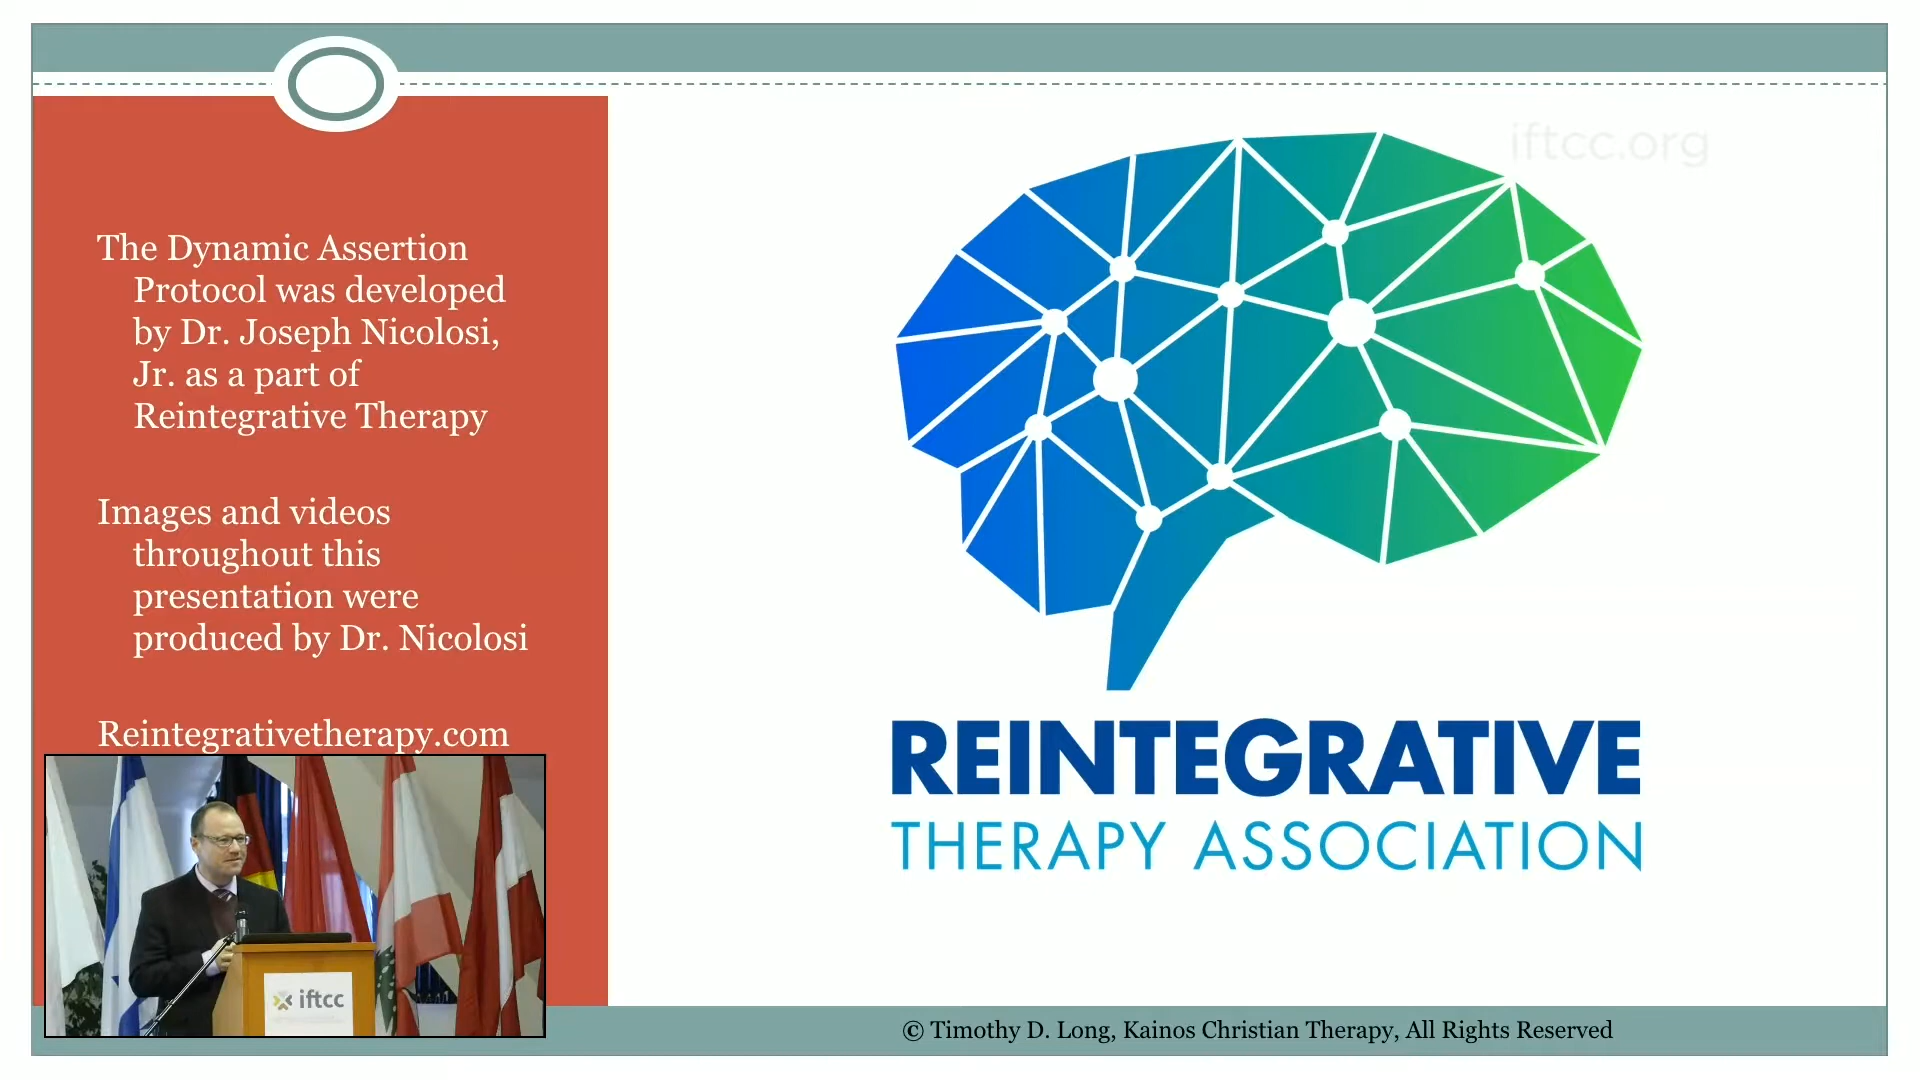 iftcc.org
The Dynamic Assertion
Protocol was developed
by Dr. Joseph Nicolosi,
Jr. as a part of
Reintegrative Therapy
Images and videos
throughout this
presentation were
produced by Dr. Nicolosi
Reintegrativetherapy.com
REINTEGRATIVE
THERAPY ASSOCIATION
iftcc
© Timothy D. Long, Kainos Christian Therapy, All Rights Reserved